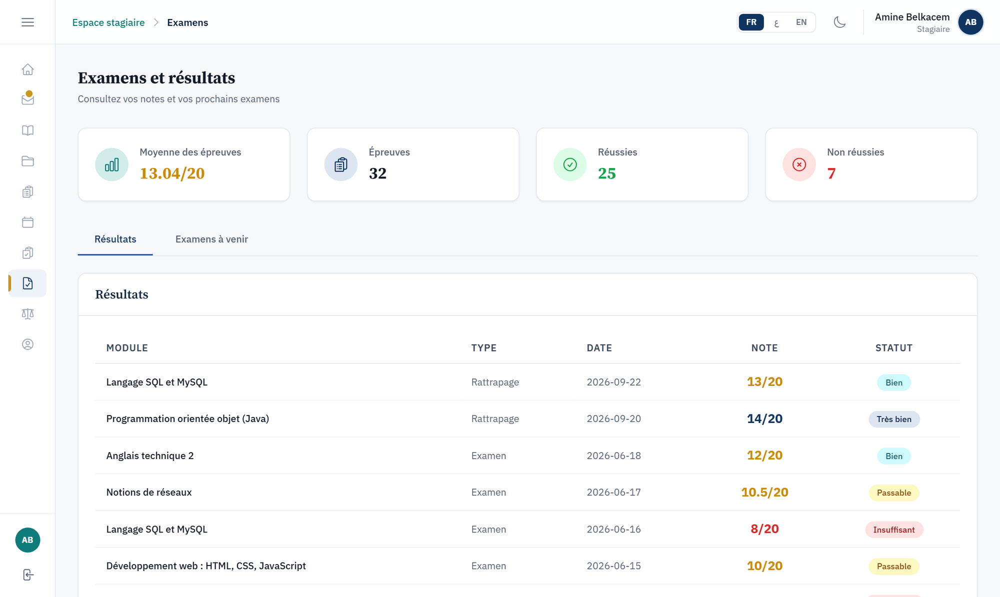 Espace stagiaire
Examens
FR
ع
EN
Amine Belkacem
Stagiaire
AB
Examens et résultats
Consultez vos notes et vos prochains examens
Moyenne des épreuves
13.04/20
Épreuves
32
Réussies
25
Non réussies
7
Résultats
Examens à venir
Résultats
MODULE TYPE DATE NOTE STATUT
Langage SQL et MySQL Rattrapage 2026-09-22 13/20 Bien
Programmation orientée objet (Java) Rattrapage 2026-09-20 14/20 Très bien
Anglais technique 2 Examen 2026-06-18 12/20 Bien
Notions de réseaux Examen 2026-06-17 10.5/20 Passable
Langage SQL et MySQL Examen 2026-06-16 8/20 Insuffisant
Développement web : HTML, CSS, JavaScript Examen 2026-06-15 10/20 Passable
AB